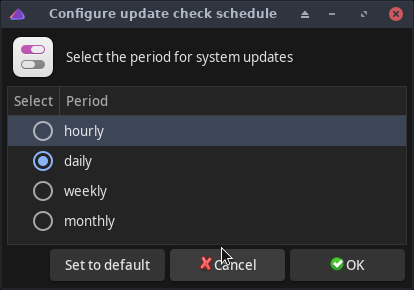 Configure update check schedule
Select the period for system updates
Select Period
hourly
daily
weekly
monthly
Set to default Cancel OK